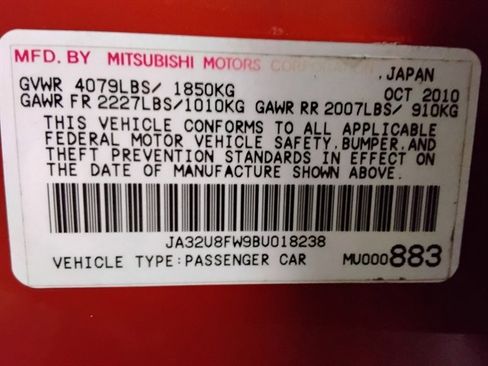 MFD. BY MITSUBISHI MOTORS CORPORATION, JAPAN
GVWR 4079LBS/ 1850KG OCT 2010
GAWR FR 2227LBS/1010KG GAWR RR 2007LBS/ 910KG
THIS VEHICLE CONFORMS TO ALL APPLICABLE
FEDERAL MOTOR VEHICLE SAFETY,BUMPER,AND
THEFT PREVENTION STANDARDS IN EFFECT ON
THE DATE OF MANUFACTURE SHOWN ABOVE.
JA32U8FW9BU018238
VEHICLE TYPE:PASSENGER CAR MU000883